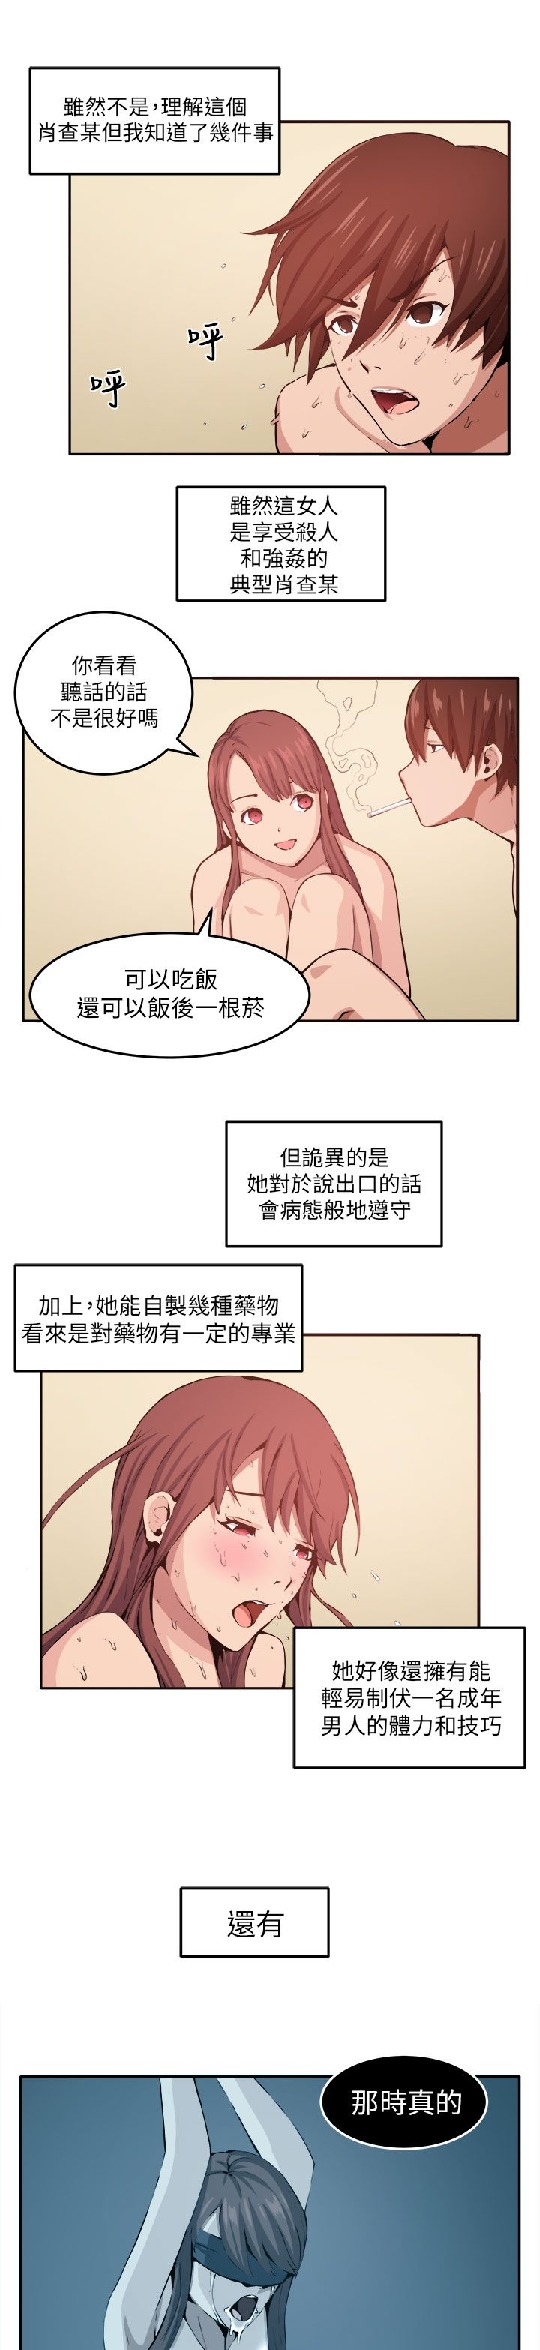 雖然不是，理解這個
肖查某但我知道了幾件事
呼
呼
雖然這女人
是享受殺人
和強姦的
典型肖查某
你看看
聽話的話
不是很好嗎
可以吃飯
還可以飯後一根菸
但詭異的是
她對於說出口的話
會病態般地遵守
加上，她能自製幾種藥物
看來是對藥物有一定的專業
她好像還擁有能
輕易制伏一名成年
男人的體力和技巧
還有
那時真的